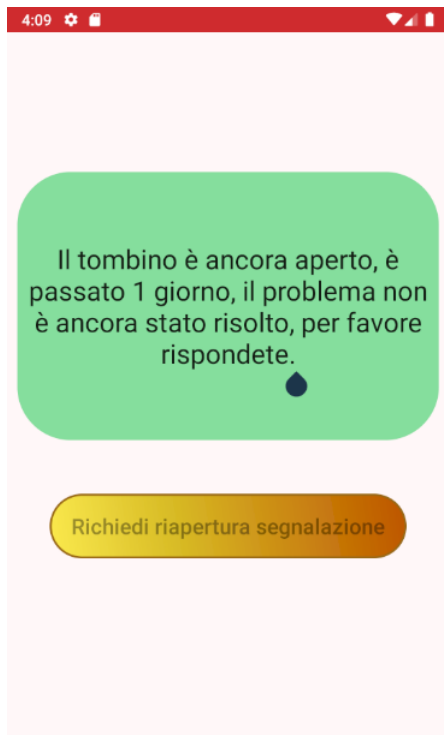 4:09
Il tombino è ancora aperto, è
passato 1 giorno, il problema non
è ancora stato risolto, per favore
rispondete.
Richiedi riapertura segnalazione